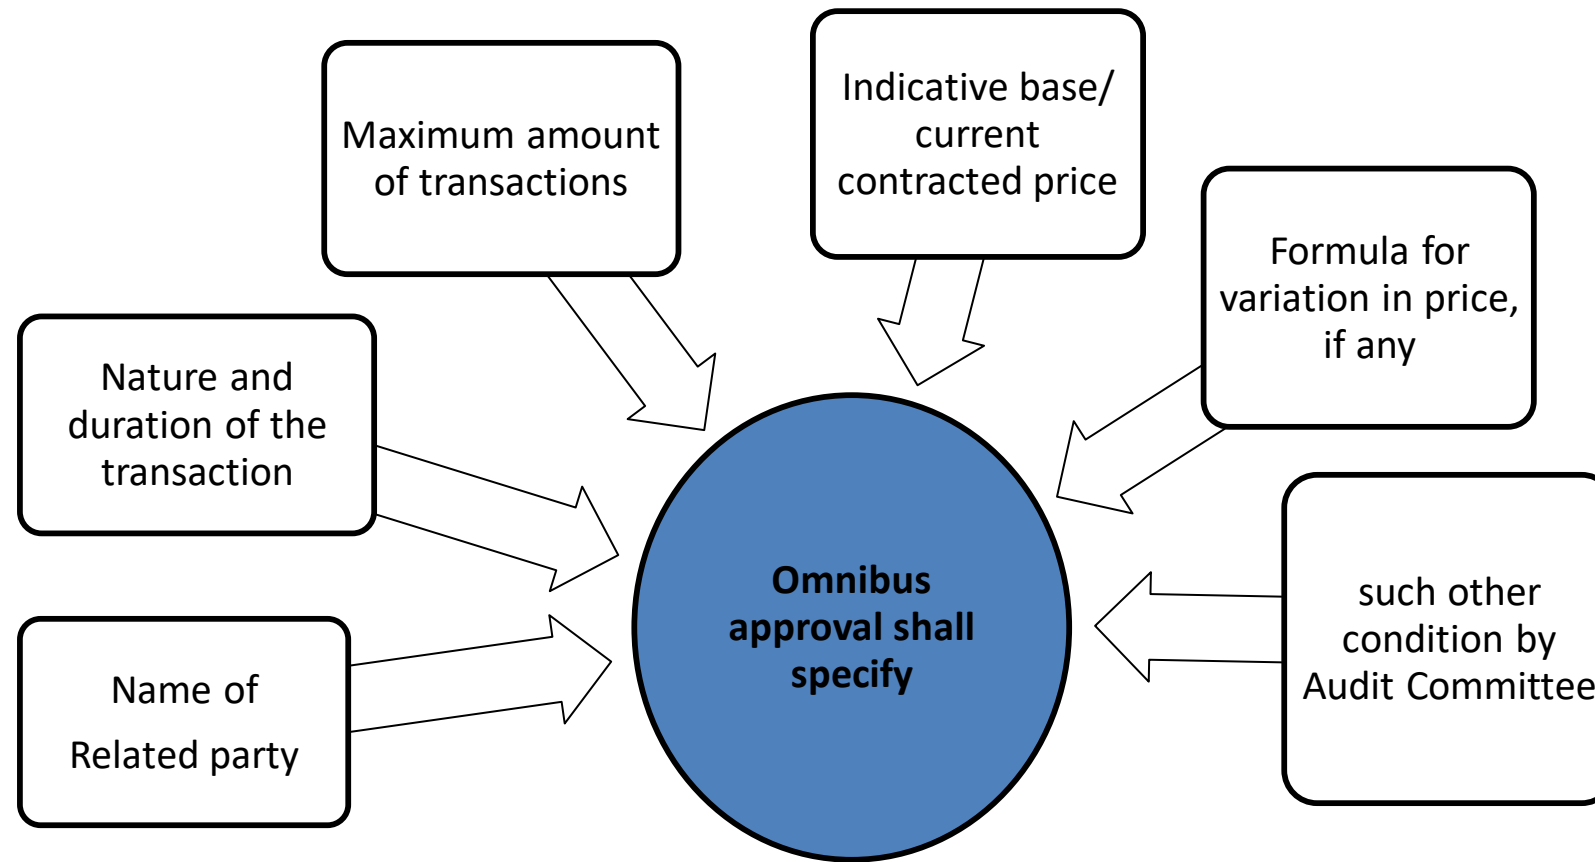 Maximum amount
of transactions
Indicative base/
current
contracted price
Formula for
variation in price,
if any
Nature and
duration of the
transaction
Omnibus
approval shall
specify
such other
condition by
Audit Committee
Name of
Related party